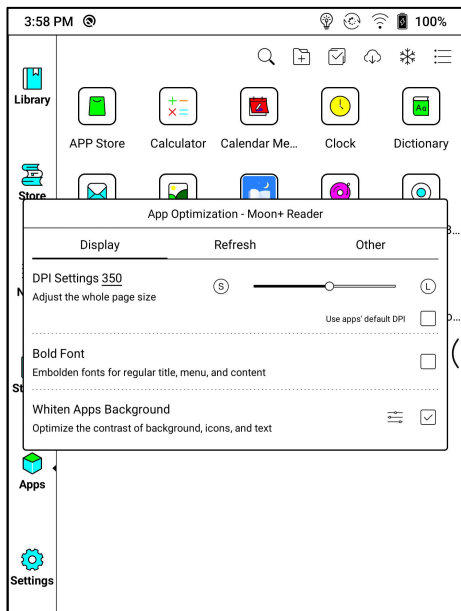 3:58 PM
100%
Library
APP Store
Calculator
Calendar Me...
Clock
Dictionary
Aa
Store
App Optimization - Moon+ Reader
Display
Refresh
Other
DPI Settings 350
Adjust the whole page size
S
L
Use apps' default DPI
Bold Font
Embolden fonts for regular title, menu, and content
Whiten Apps Background
Optimize the contrast of background, icons, and text
Apps
Settings